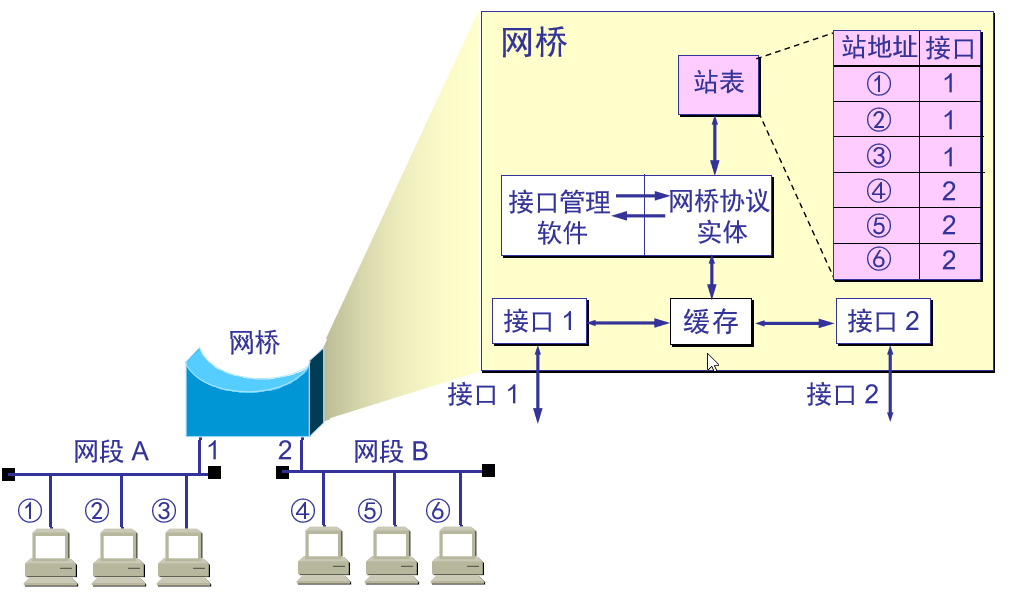 网桥
站表
站地址 接口
① 1
② 1
③ 1
④ 2
⑤ 2
⑥ 2
接口管理
软件
网桥协议
实体
接口 1
缓存
接口 2
接口 1
接口 2
网桥
网段 A
1
2
网段 B
①
②
③
④
⑤
⑥